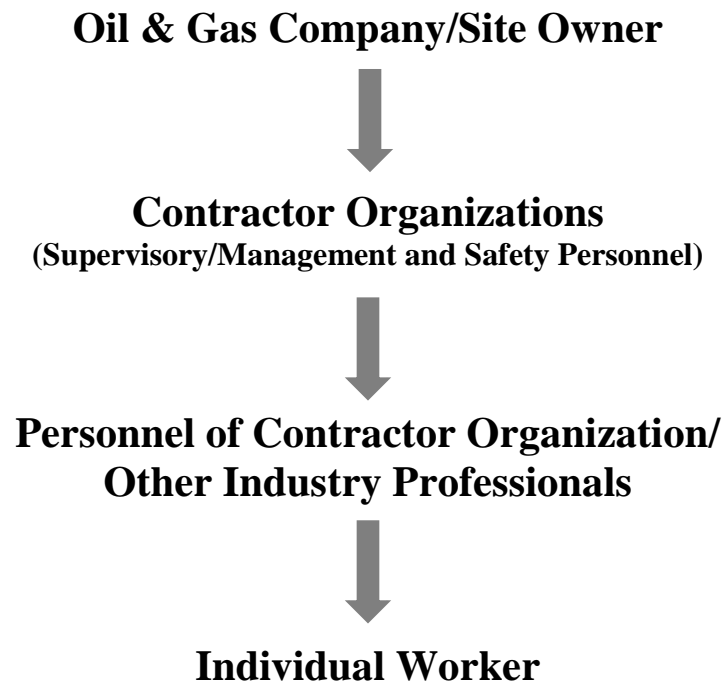 Oil & Gas Company/Site Owner
Contractor Organizations
(Supervisory/Management and Safety Personnel)
Personnel of Contractor Organization/
Other Industry Professionals
Individual Worker